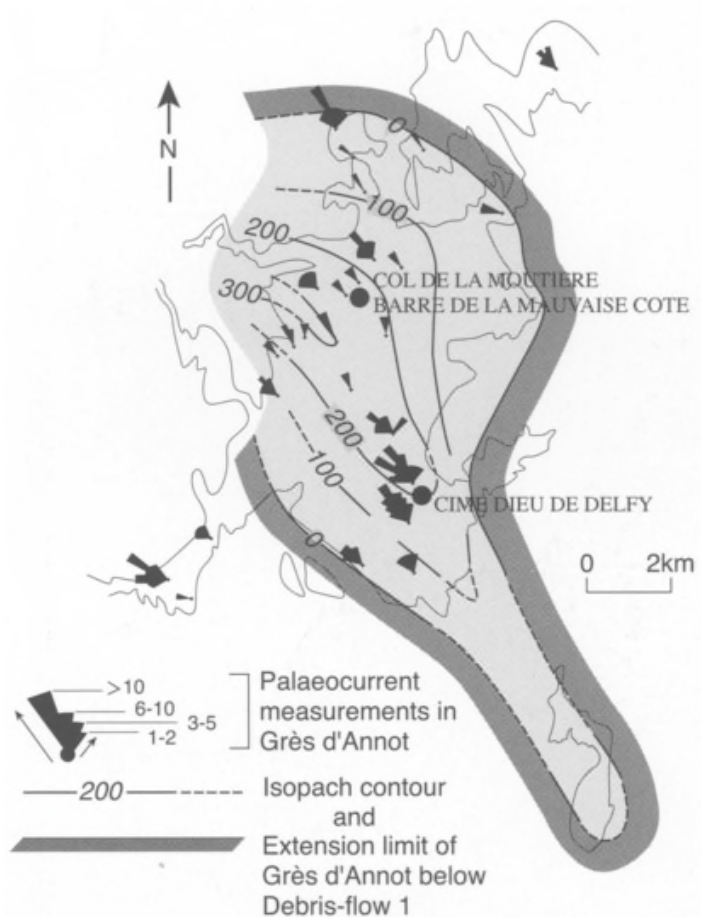 N
0
100
200
300
COL DE LA MOUTIERE
BARRE DE LA MAUVAISE COTE
200
100
CIME DIEU DE DELFY
0
0 2km
>10
6-10
3-5
1-2
Palaeocurrent
measurements in
Grès d'Annot
200
Isopach contour
and
Extension limit of
Grès d'Annot below
Debris-flow 1